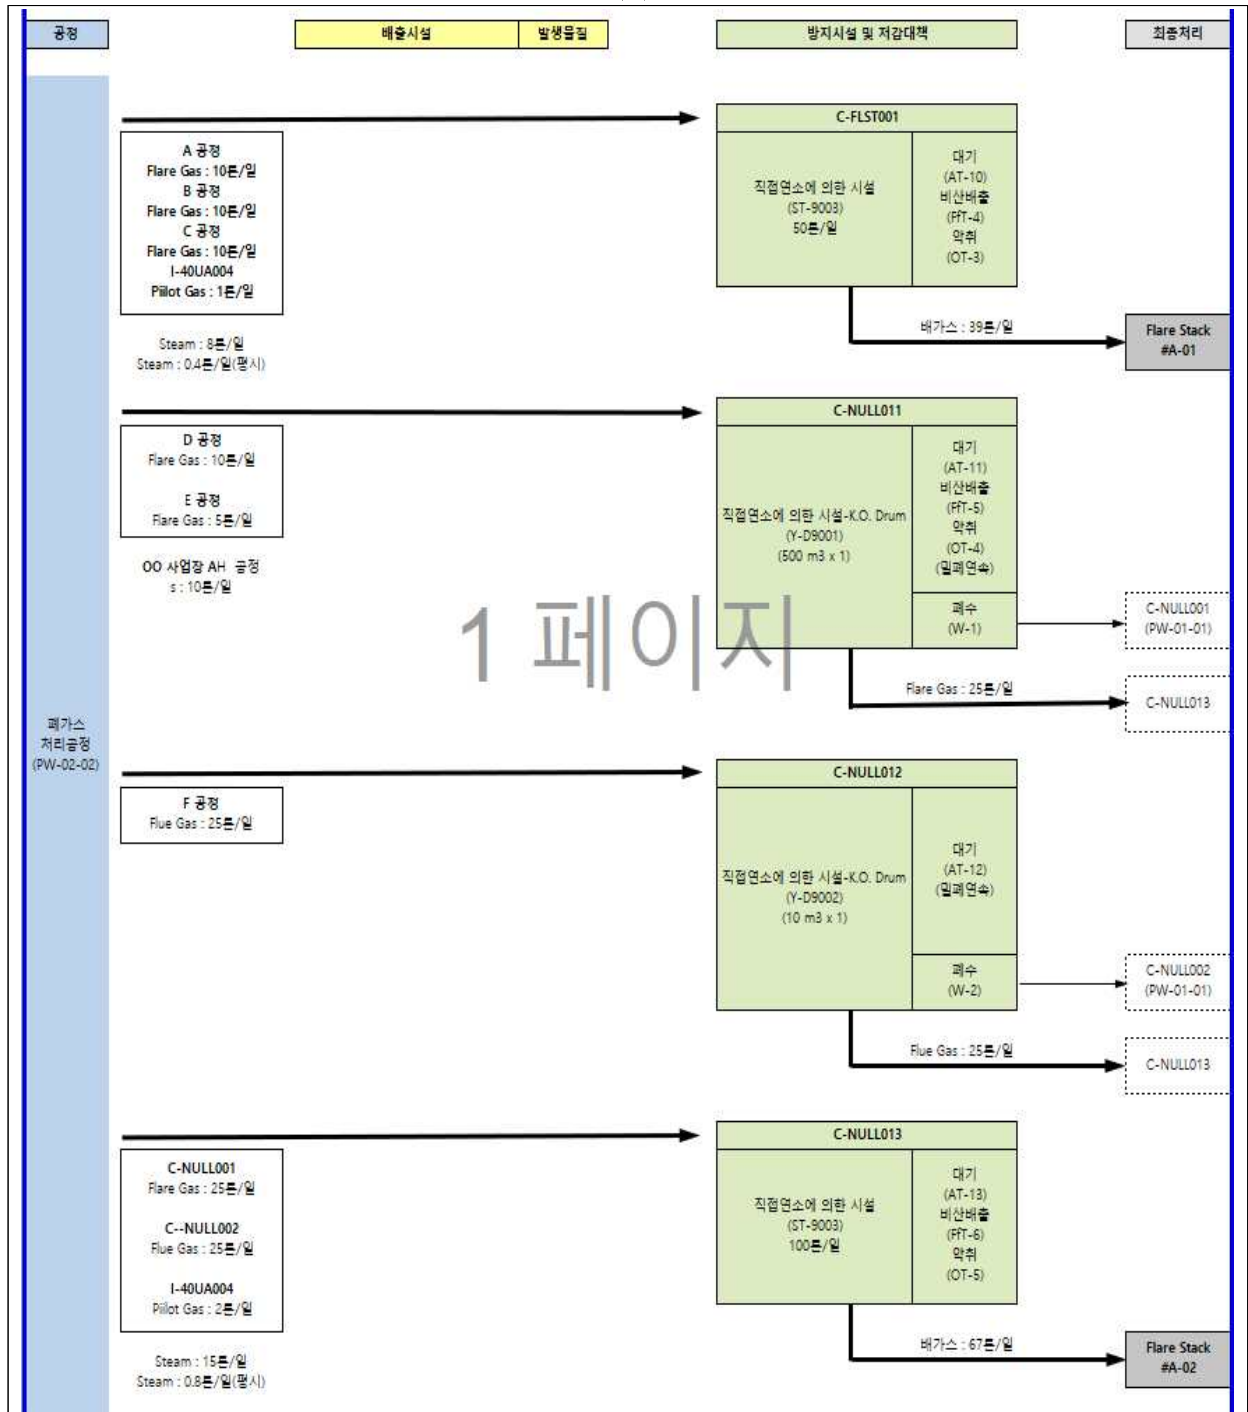 공정
배출시설
발생물질
방지시설 및 저감대책
최종처리
폐가스
처리공정
(PW-02-02)
A 공정
Flare Gas : 10톤/일
B 공정
Flare Gas : 10톤/일
C 공정
Flare Gas : 10톤/일
I-40UA004
Piilot Gas : 1톤/일
Steam : 8톤/일
Steam : 0.4톤/일(평시)
C-FLST001
직접연소에 의한 시설
(ST-9003)
50톤/일
대기
(AT-10)
비산배출
(FfT-4)
악취
(OT-3)
배가스 : 39톤/일
Flare Stack
#A-01
D 공정
Flare Gas : 10톤/일
E 공정
Flare Gas : 5톤/일
OO 사업장 AH 공정
s : 10톤/일
C-NULL011
직접연소에 의한 시설-K.O. Drum
(Y-D9001)
(500 m3 x 1)
대기
(AT-11)
비산배출
(FfT-5)
악취
(OT-4)
(밀폐연속)
폐수
(W-1)
C-NULL001
(PW-01-01)
Flare Gas : 25톤/일
C-NULL013
1 페이지
F 공정
Flue Gas : 25톤/일
C-NULL012
직접연소에 의한 시설-K.O. Drum
(Y-D9002)
(10 m3 x 1)
대기
(AT-12)
(밀폐연속)
폐수
(W-2)
C-NULL002
(PW-01-01)
Flue Gas : 25톤/일
C-NULL013
C-NULL001
Flare Gas : 25톤/일
C--NULL002
Flue Gas : 25톤/일
I-40UA004
Piilot Gas : 2톤/일
Steam : 15톤/일
Steam : 0.8톤/일(평시)
C-NULL013
직접연소에 의한 시설
(ST-9003)
100톤/일
대기
(AT-13)
비산배출
(FfT-6)
악취
(OT-5)
배가스 : 67톤/일
Flare Stack
#A-02